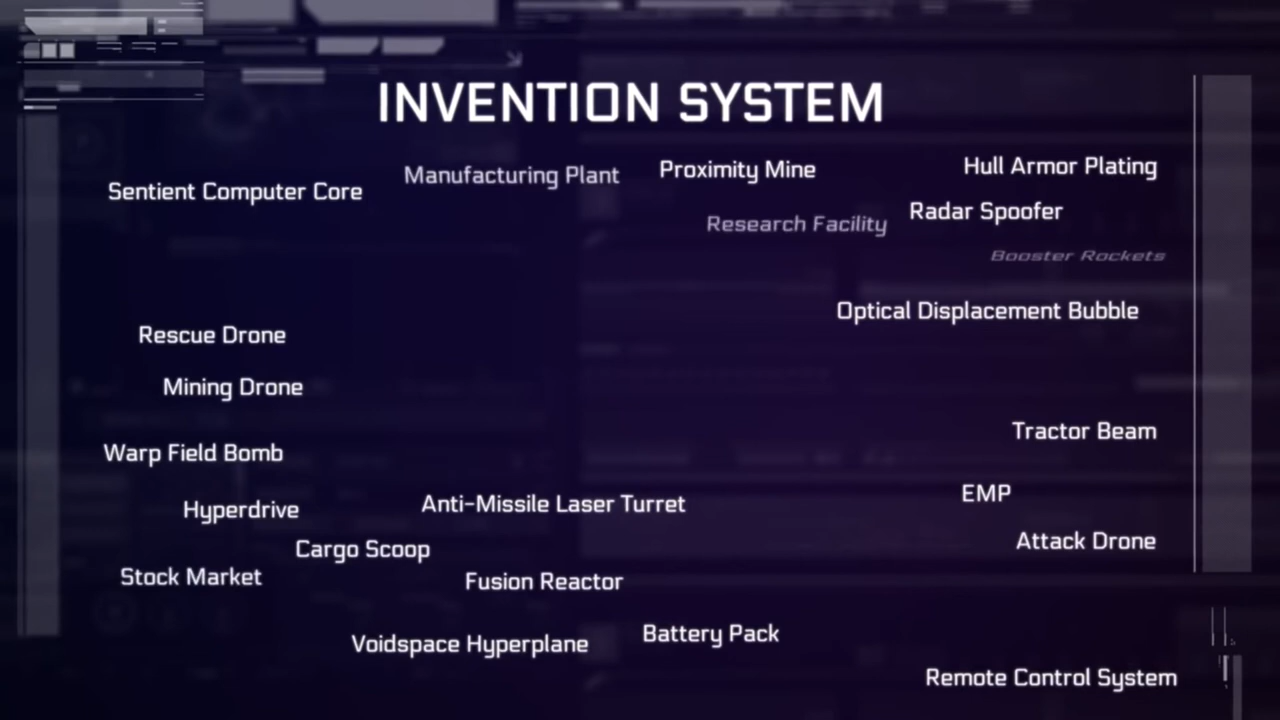 INVENTION SYSTEM
Hull Armor Plating
Proximity Mine
Manufacturing Plant
Sentient Computer Core
Radar Spoofer
Research Facility
Booster Rockets
Optical Displacement Bubble
Rescue Drone
Mining Drone
Tractor Beam
Warp Field Bomb
EMP
Anti-Missile Laser Turret
Hyperdrive
Attack Drone
Cargo Scoop
Stock Market
Fusion Reactor
Battery Pack
Voidspace Hyperplane
Remote Control System